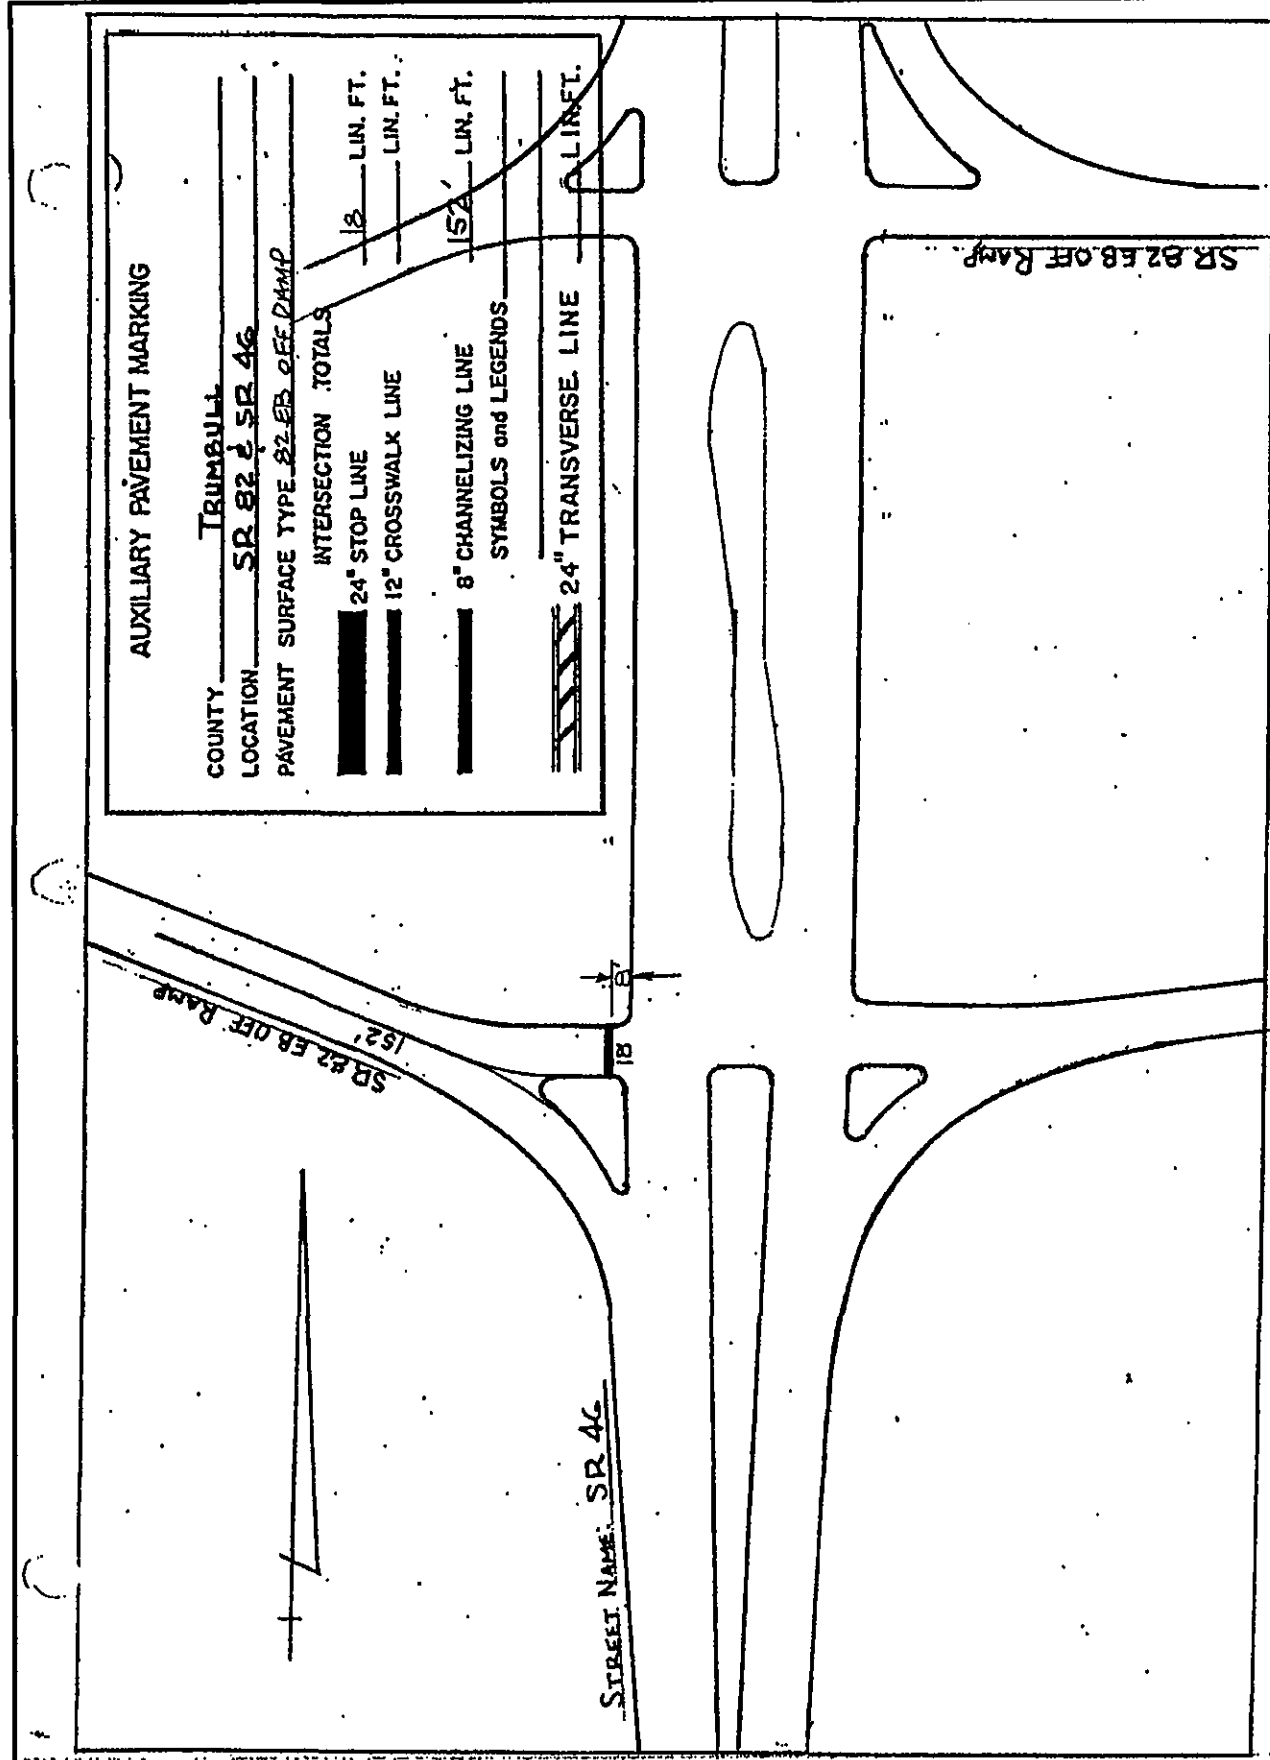 AUXILIARY PAVEMENT MARKING
COUNTY TRUMBULL
LOCATION SR 82 & SR 46
PAVEMENT SURFACE TYPE 82 EB OFF RAMP
INTERSECTION TOTALS
24" STOP LINE 18 LIN. FT.
12" CROSSWALK LINE LIN. FT.
8" CHANNELIZING LINE 152' LIN. FT.
SYMBOLS and LEGENDS
24" TRANSVERSE LINE LIN. FT.
SR 82 EB OFF RAMP
152'
18
SR 82 EB OFF RAMP
STREET NAME: SR 46